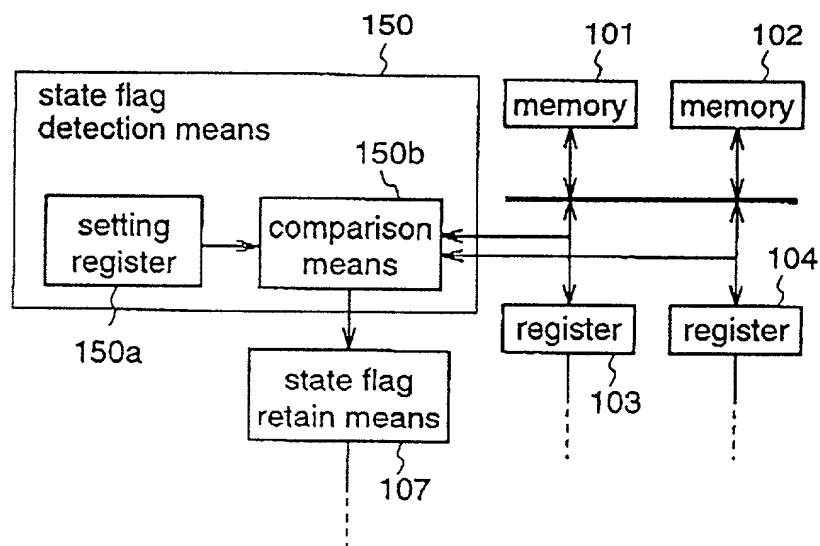 150
101
102
state flag
detection means
memory
memory
150b
setting
register
comparison
means
104
register
register
150a
103
state flag
retain means
107